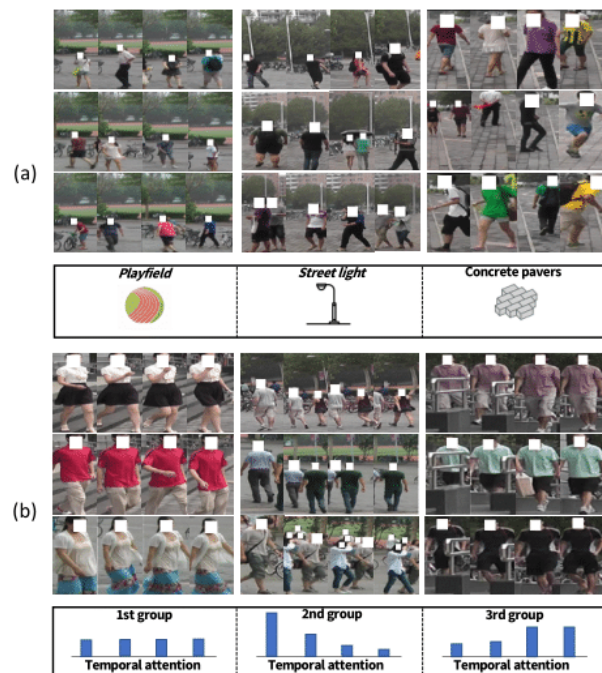 (a)
Playfield Street light Concrete pavers
(b)
1st group 2nd group 3rd group
Temporal attention Temporal attention Temporal attention